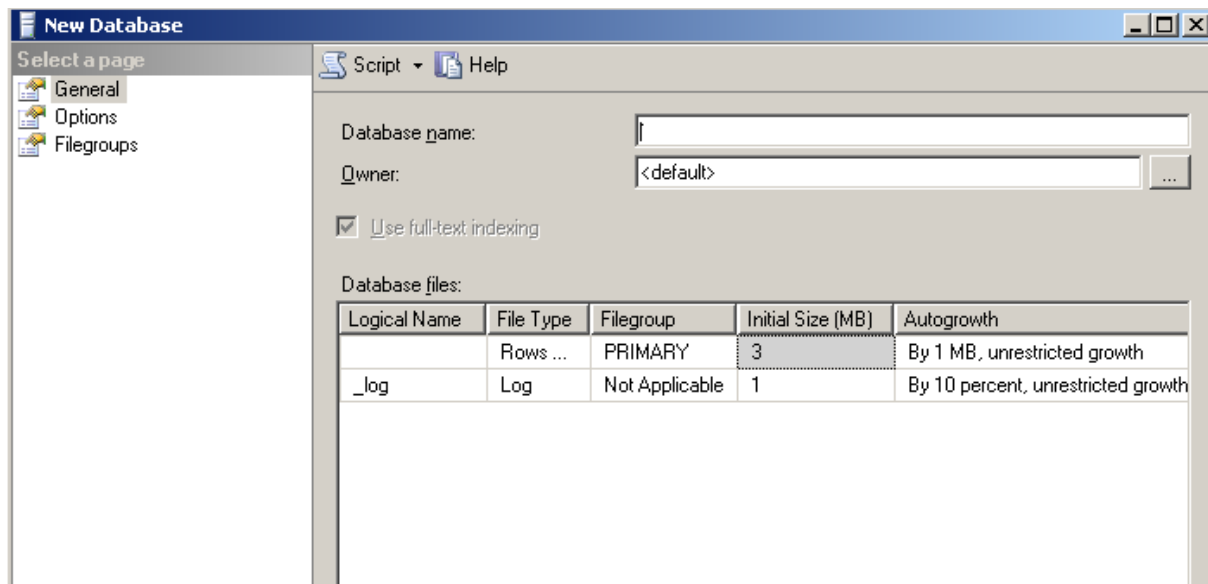 New Database
Select a page
General
Options
Filegroups
Script Help
Database name:
Owner: <default> ...
Use full-text indexing
Database files:
Logical Name File Type Filegroup Initial Size (MB) Autogrowth
Rows ... PRIMARY 3 By 1 MB, unrestricted growth
_log Log Not Applicable 1 By 10 percent, unrestricted growth